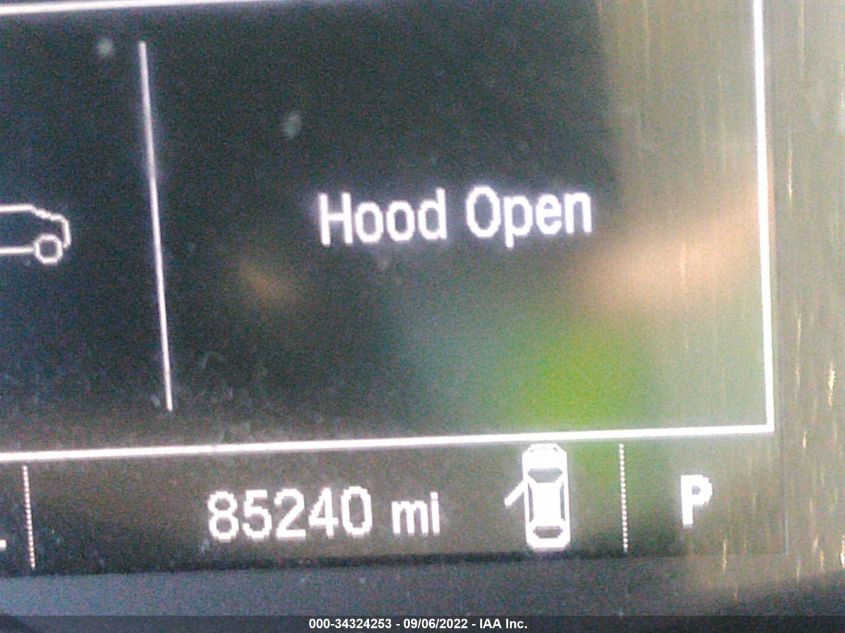 Hood Open
85240 mi
P
000-34324253 - 09/06/2022 - IAA Inc.